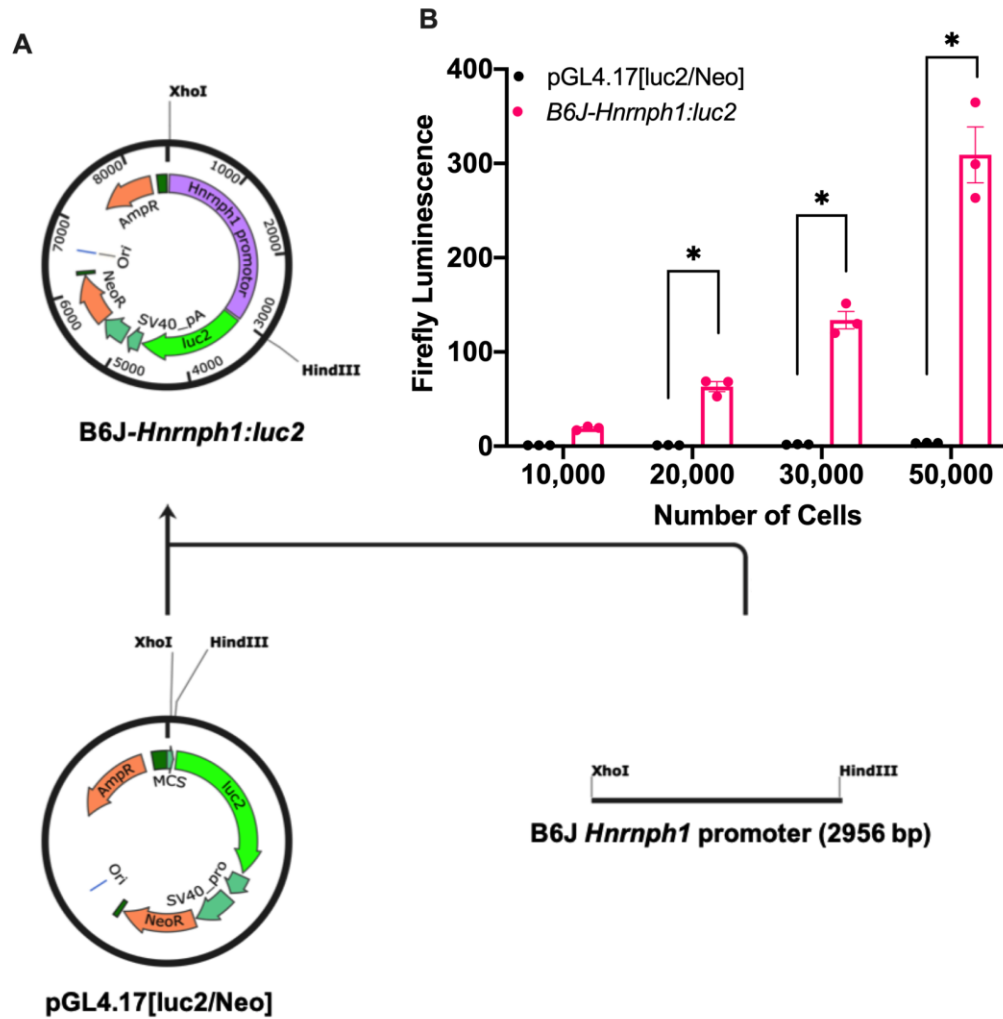 A
XhoI
8000
1000
7000
2000
6000
3000
5000
4000
AmpR
Hnrnph1 promotor
Ori
NeoR
SV40_pA
luc2
HindIII
B6J-Hnrnph1:luc2
B
pGL4.17[luc2/Neo]
B6J-Hnrnph1:luc2
*
*
*
400
300
200
100
0
Firefly Luminescence
10,000
20,000
30,000
50,000
Number of Cells
XhoI
HindIII
AmpR
MCS
luc2
Ori
SV40_pro
NeoR
pGL4.17[luc2/Neo]
XhoI
HindIII
B6J Hnrnph1 promoter (2956 bp)